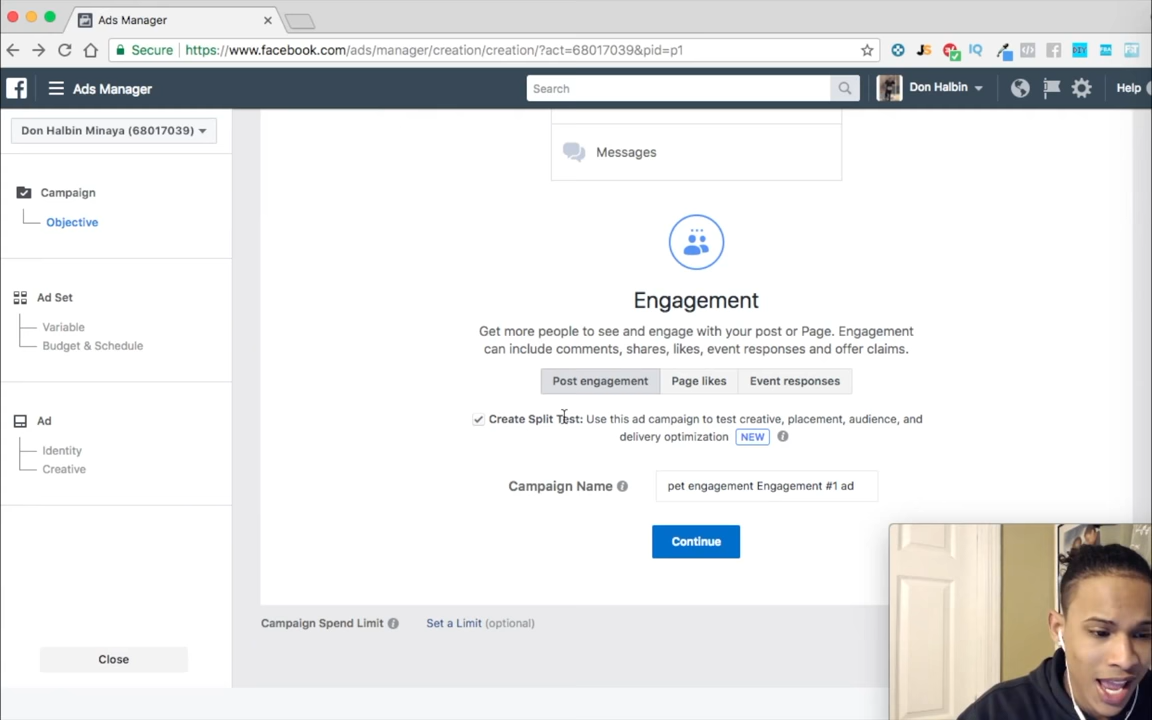 Ads Manager
Secure https://www.facebook.com/ads/manager/creation/creation/?act=68017039&pid=p1
JS IQ DIY
Ads Manager Search Don Halbin Help
Don Halbin Minaya (68017039)
Messages
Campaign
Objective
Engagement
Ad Set
Get more people to see and engage with your post or Page. Engagement
Variable
can include comments, shares, likes, event responses and offer claims.
Budget & Schedule
Post engagement Page likes Event responses
Ad
Create Split Test: Use this ad campaign to test creative, placement, audience, and
delivery optimization NEW
Identity
Creative
Campaign Name pet engagement Engagement #1 ad
Continue
Campaign Spend Limit Set a Limit (optional)
Close